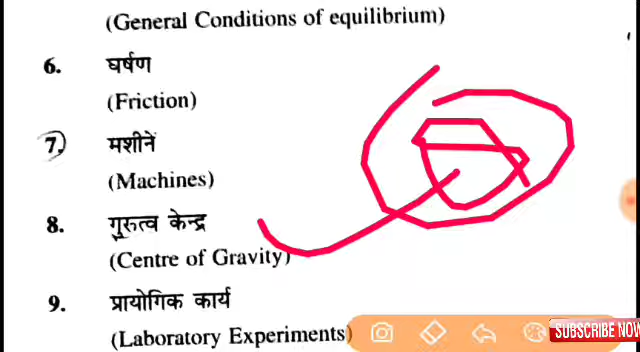 (General Conditions of equilibrium)
6. घर्षण
(Friction)
7. मशीनें
(Machines)
8. गुरुत्व केन्द्र
(Centre of Gravity)
9. प्रायोगिक कार्य
(Laboratory Experiments)
SUBSCRIBE NOW